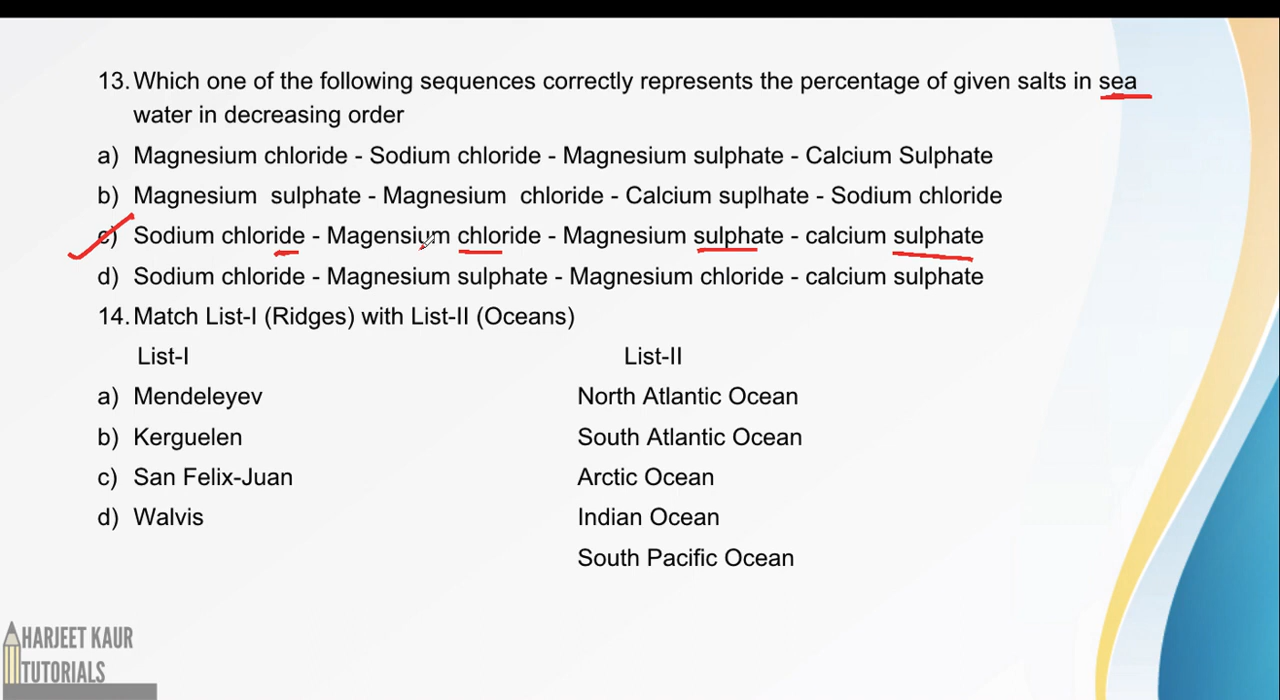 13. Which one of the following sequences correctly represents the percentage of given salts in sea
water in decreasing order
a) Magnesium chloride - Sodium chloride - Magnesium sulphate - Calcium Sulphate
b) Magnesium sulphate - Magnesium chloride - Calcium suplhate - Sodium chloride
c) Sodium chloride - Magensium chloride - Magnesium sulphate - calcium sulphate
d) Sodium chloride - Magnesium sulphate - Magnesium chloride - calcium sulphate
14. Match List-I (Ridges) with List-II (Oceans)
List-I List-II
a) Mendeleyev North Atlantic Ocean
b) Kerguelen South Atlantic Ocean
c) San Felix-Juan Arctic Ocean
d) Walvis Indian Ocean
South Pacific Ocean
HARJEET KAUR
TUTORIALS